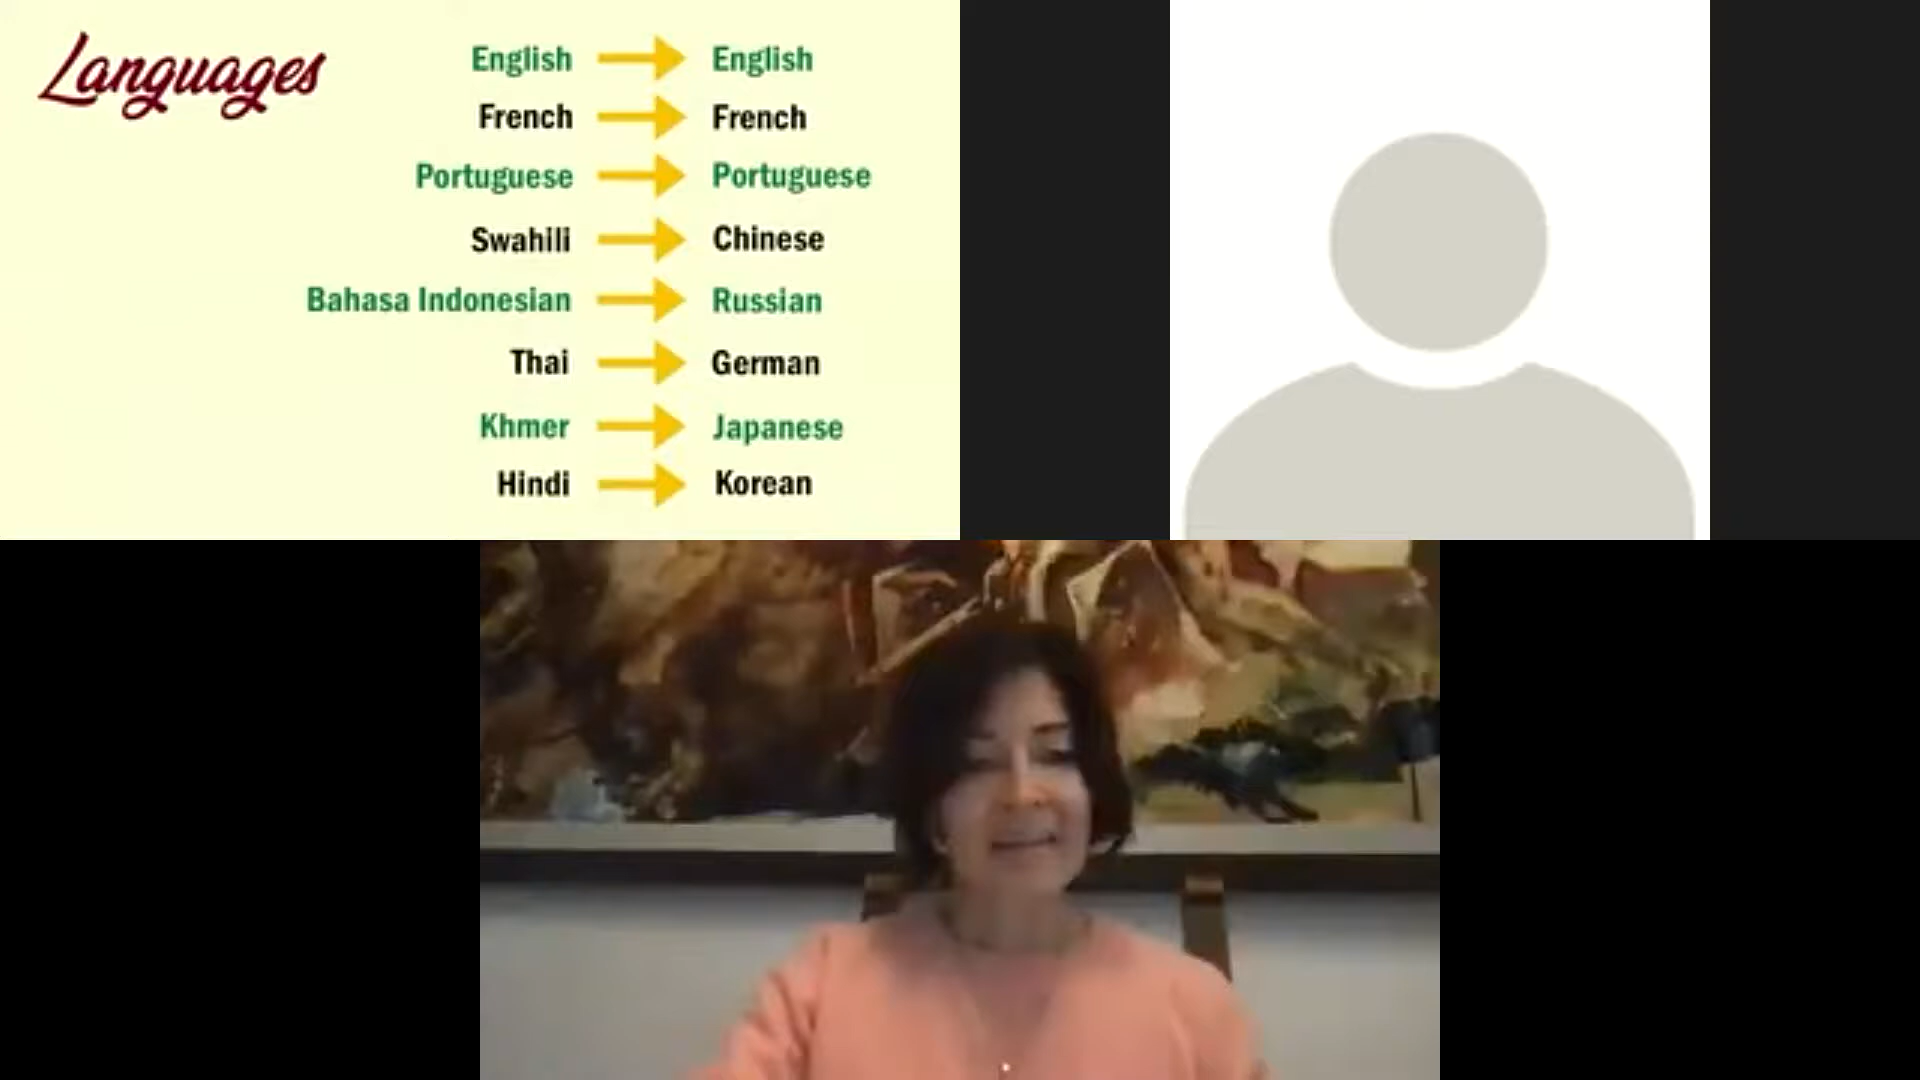 Languages
English English
French French
Portuguese Portuguese
Swahili Chinese
Bahasa Indonesian Russian
Thai German
Khmer Japanese
Hindi Korean